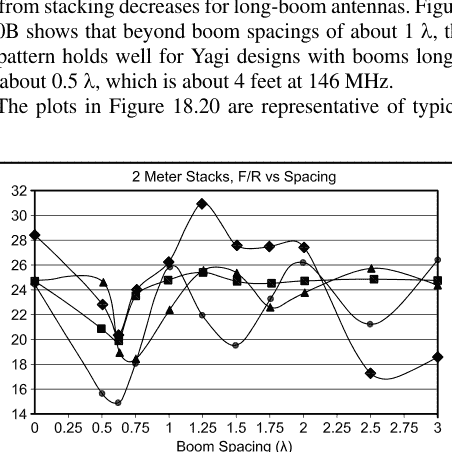 from stacking decreases for long-boom antennas.
0B shows that beyond boom spacings of about 1 λ,
pattern holds well for Yagi designs with booms
about 0.5 λ, which is about 4 feet at 146 MHz.
The plots in Figure 18.20 are representative of
2 Meter Stacks, F/R vs Spacing
32
30
28
26
24
22
20
18
16
14
0 0.25 0.5 0.75 1 1.25 1.5 1.75 2 2.25 2.5 2.75 3
Boom Spacing (λ)